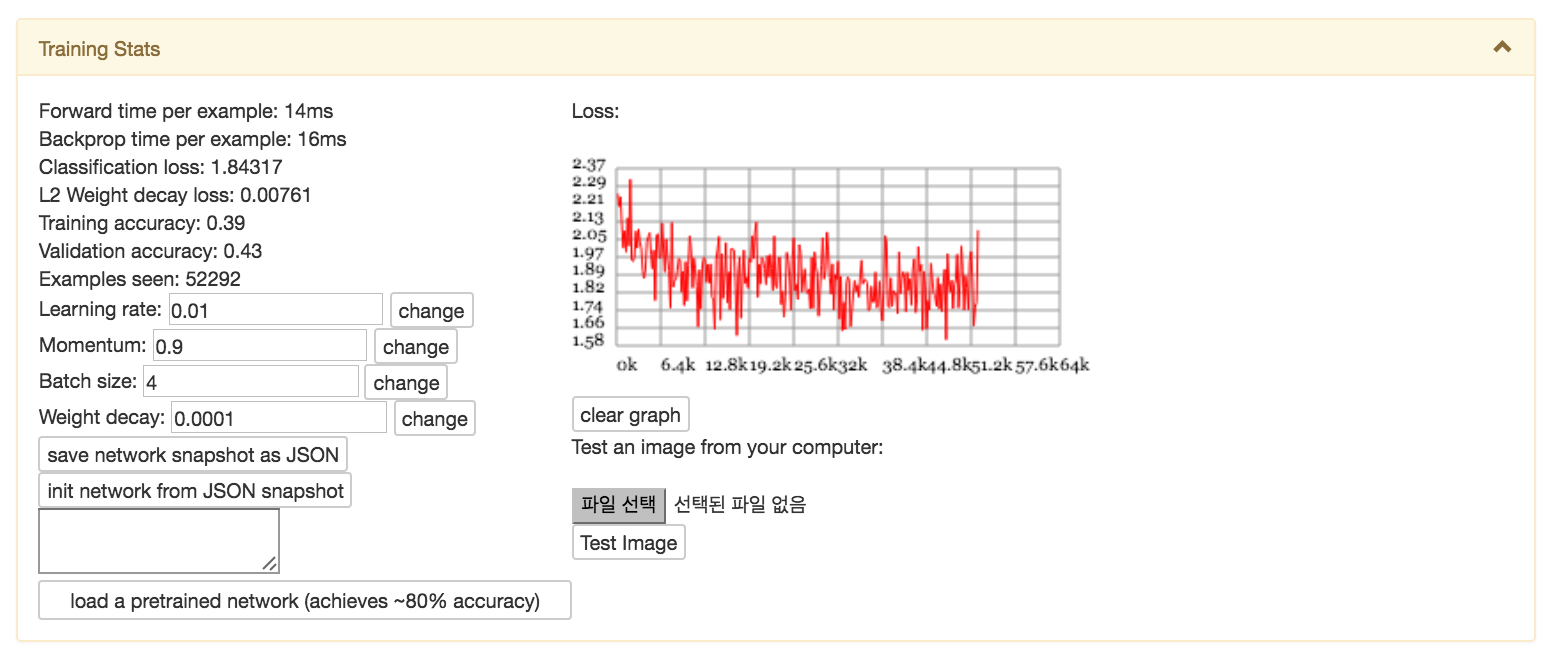 Training Stats
Forward time per example: 14ms
Backprop time per example: 16ms
Classification loss: 1.84317
L2 Weight decay loss: 0.00761
Training accuracy: 0.39
Validation accuracy: 0.43
Examples seen: 52292
Learning rate: 0.01 change
Momentum: 0.9 change
Batch size: 4 change
Weight decay: 0.0001 change
save network snapshot as JSON
init network from JSON snapshot
load a pretrained network (achieves ~80% accuracy)
Loss:
2.37
2.29
2.21
2.13
2.05
1.97
1.89
1.82
1.74
1.66
1.58
0k 6.4k 12.8k 19.2k 25.6k 32k 38.4k 44.8k 51.2k 57.6k 64k
clear graph
Test an image from your computer:
파일 선택 선택된 파일 없음
Test Image